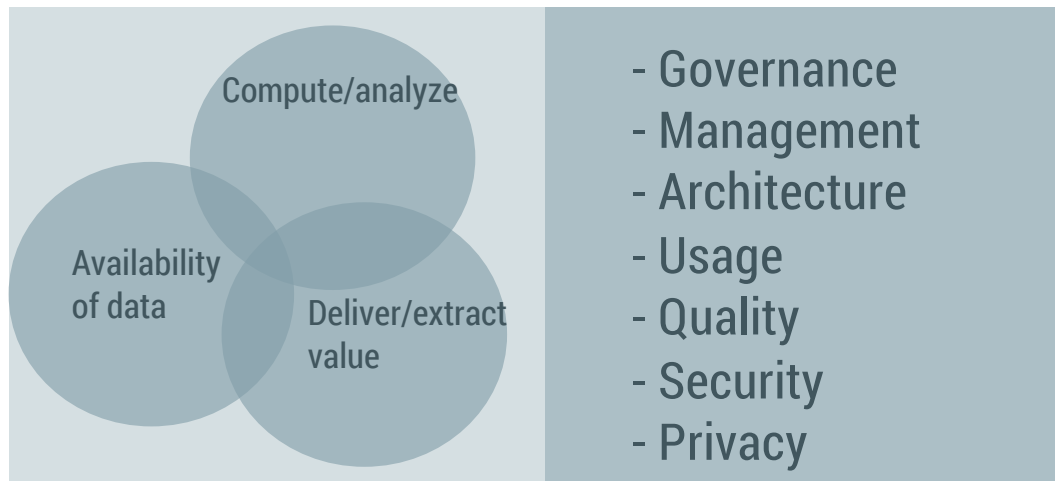 Compute/analyze
Availability
of data
Deliver/extract
value
- Governance
- Management
- Architecture
- Usage
- Quality
- Security
- Privacy